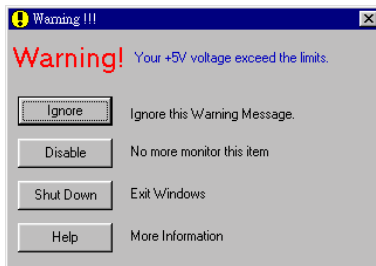 Warning !!!
Warning! Your +5V voltage exceed the limits.
Ignore Ignore this Warning Message.
Disable No more monitor this item
Shut Down Exit Windows
Help More Information